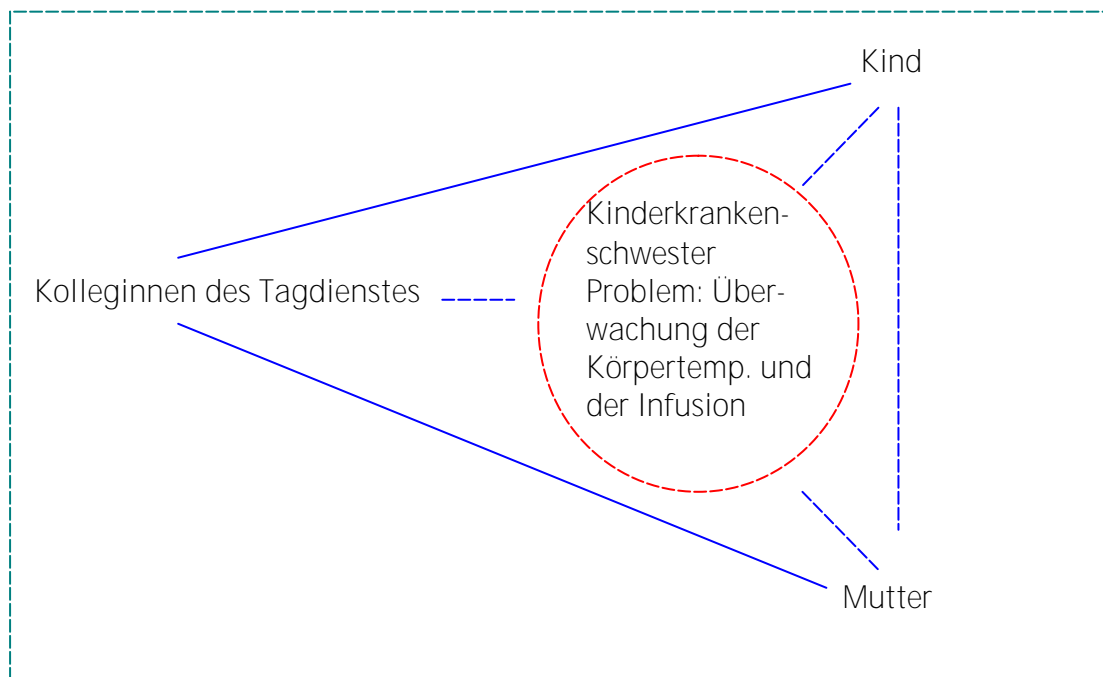 Kind
Kinderkranken-
schwester
Kolleginnen des Tagdienstes
Problem: Über-
wachung der
Körpertemp. und
der Infusion
Mutter